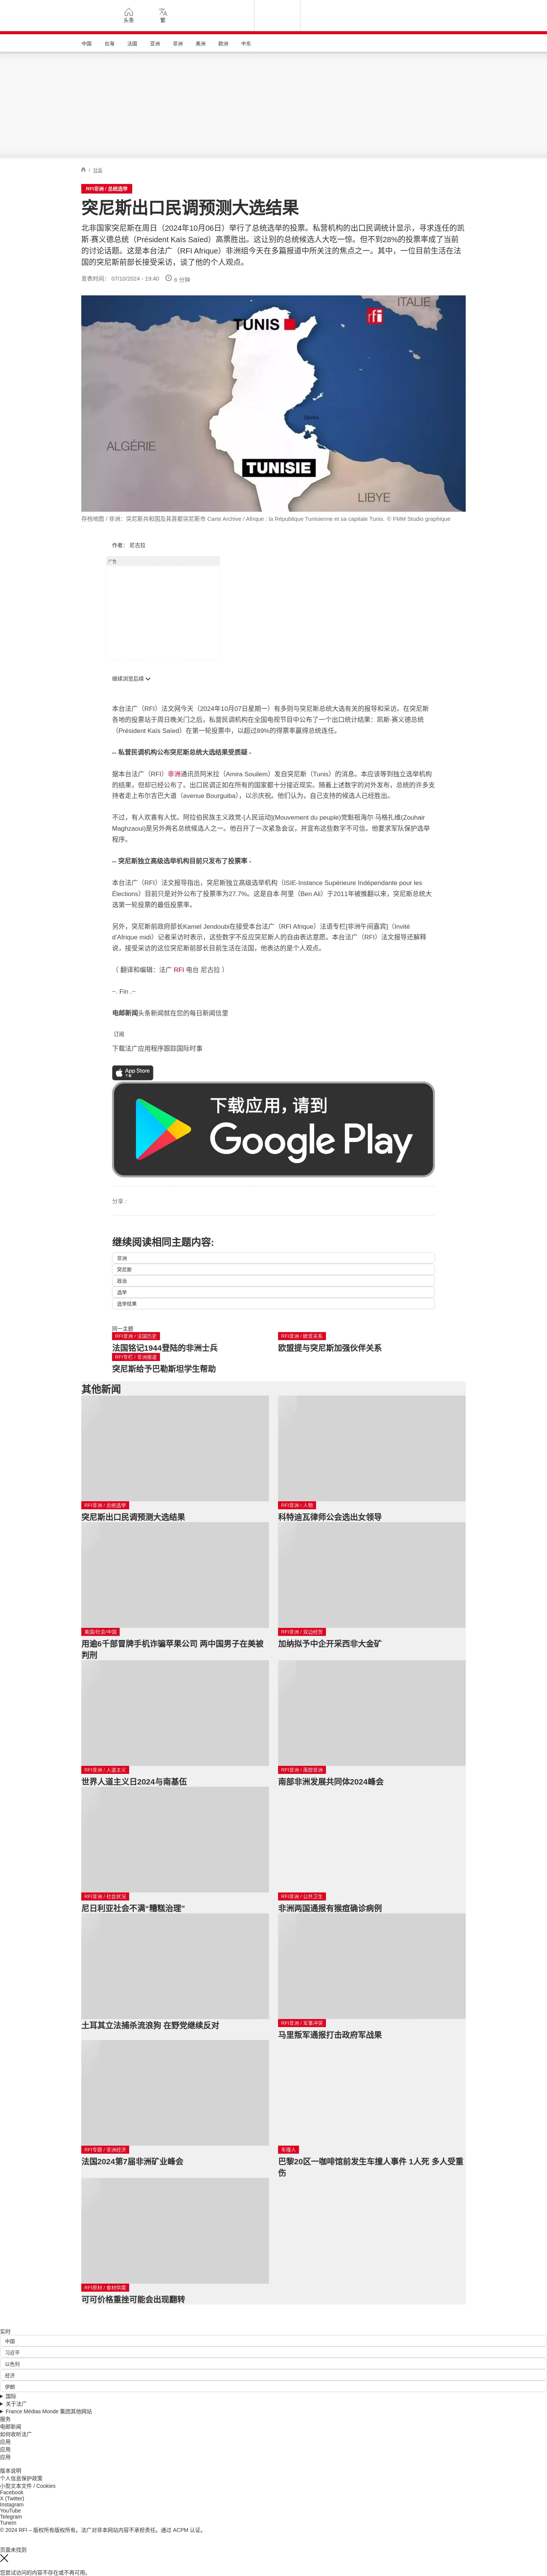 头条
繁
中国
台海
法国
亚洲
非洲
美洲
欧洲
中东
/ 社会
RFI非洲 / 总统选举
突尼斯出口民调预测大选结果
北非国家突尼斯在周日（2024年10月06日）举行了总统选举的投票。私营机构的出口民调统计显示，寻求连任的凯
斯·赛义德总统（Président Kaïs Saïed）高票胜出。这让别的总统候选人大吃一惊。但不到28%的投票率成了当前
的讨论话题。这是本台法广（RFI Afrique）非洲组今天在多篇报道中所关注的焦点之一。其中，一位目前生活在法
国的突尼斯前部长接受采访，谈了他的个人观点。
发表时间： 07/10/2024 - 19:40
6 分钟
ITALIE
rfi
TUNIS
ALGÉRIE
TUNISIE
LIBYE
存档地图 / 非洲：突尼斯共和国及其首都突尼斯市 Carte Archive / Afrique : la République Tunisienne et sa capitale Tunis. © FMM Studio graphique
作者： 尼古拉
广告
继续浏览后续
本台法广（RFI）法文网今天（2024年10月07日星期一）有多则与突尼斯总统大选有关的报导和采访，在突尼斯
各地的投票站于周日晚关门之后，私营民调机构在全国电视节目中公布了一个出口统计结果：凯斯·赛义德总统
（Président Kaïs Saïed）在第一轮投票中，以超过89%的得票率赢得总统连任。
-- 私营民调机构公布突尼斯总统大选结果受质疑 -
据本台法广（RFI）非洲通讯员阿米拉（Amira Souilem）发自突尼斯（Tunis）的消息。本应该等到独立选举机构
的结果，但却已经公布了。出口民调正如在所有的国家都十分接近现实。随着上述数字的对外发布，总统的许多支
持者走上布尔吉巴大道（avenue Bourguiba），以示庆祝。他们认为，自己支持的候选人已经胜出。
不过，有人欢喜有人忧。阿拉伯民族主义政党-[人民运动](Mouvement du peuple)党魁祖海尔·马格扎维(Zouhair
Maghzaoui)是另外两名总统候选人之一。他召开了一次紧急会议，并宣布这些数字不可信。他要求军队保护选举
程序。
-- 突尼斯独立高级选举机构目前只发布了投票率 -
本台法广（RFI）法文报导指出，突尼斯独立高级选举机构（ISIE-Instance Supérieure Indépendante pour les
Élections）目前只是对外公布了投票率为27.7%。这是自本·阿里（Ben Ali）于2011年被推翻以来，突尼斯总统大
选第一轮投票的最低投票率。
另外，突尼斯前政府部长Kamel Jendoubi在接受本台法广（RFI Afrique）法语专栏[非洲午间嘉宾]（Invité
d'Afrique midi）记者采访时表示，这些数字不反应突尼斯人的自由表达意愿。本台法广（RFI）法文报导还解释
说，接受采访的这位突尼斯前部长目前生活在法国，他表达的是个人观点。
（ 翻译和编辑：法广 RFI 电台 尼古拉 ）
~. Fin .~
电邮新闻头条新闻就在您的每日新闻信里
订阅
下载法广应用程序跟踪国际时事
App Store
下载
下载应用，请到
Google Play
分享 :
继续阅读相同主题内容:
非洲
突尼斯
政治
选举
选举结果
同一主题
RFI非洲 / 法国历史
法国铭记1944登陆的非洲士兵
RFI非洲 / 欧非关系
欧盟提与突尼斯加强伙伴关系
RFI专栏 / 非洲报道
突尼斯给予巴勒斯坦学生帮助
其他新闻
RFI非洲 / 总统选举
突尼斯出口民调预测大选结果
RFI非洲 / 人物
科特迪瓦律师公会选出女领导
美国/社会/中国
用逾6千部冒牌手机诈骗苹果公司 两中国男子在美被
判刑
RFI非洲 / 双边经贸
加纳拟予中企开采西非大金矿
RFI非洲 / 人道主义
世界人道主义日2024与南基伍
RFI非洲 / 南部非洲
南部非洲发展共同体2024峰会
RFI非洲 / 社会状况
尼日利亚社会不满"糟糕治理"
RFI非洲 / 公共卫生
非洲两国通报有猴痘确诊病例
土耳其立法捕杀流浪狗 在野党继续反对
RFI非洲 / 军事冲突
马里叛军通报打击政府军战果
RFI专题 / 非洲经济
法国2024第7届非洲矿业峰会
车撞人
巴黎20区一咖啡馆前发生车撞人事件 1人死 多人受重
伤
RFI原材 / 食材供需
可可价格重挫可能会出现翻转
实时
中国
习近平
以色列
经济
伊朗
国际
关于法广
France Médias Monde 集团其他网站
服务
电邮新闻
如何收听法广
应用
应用
应用
版本说明
个人信息保护政策
小型文本文件 / Cookies
Facebook
X (Twitter)
Instagram
YouTube
Telegram
TuneIn
© 2024 RFI – 版权所有版权所有。法广对非本网站内容不承担责任。通过 ACPM 认证。
页面未找到
您尝试访问的内容不存在或不再可用。